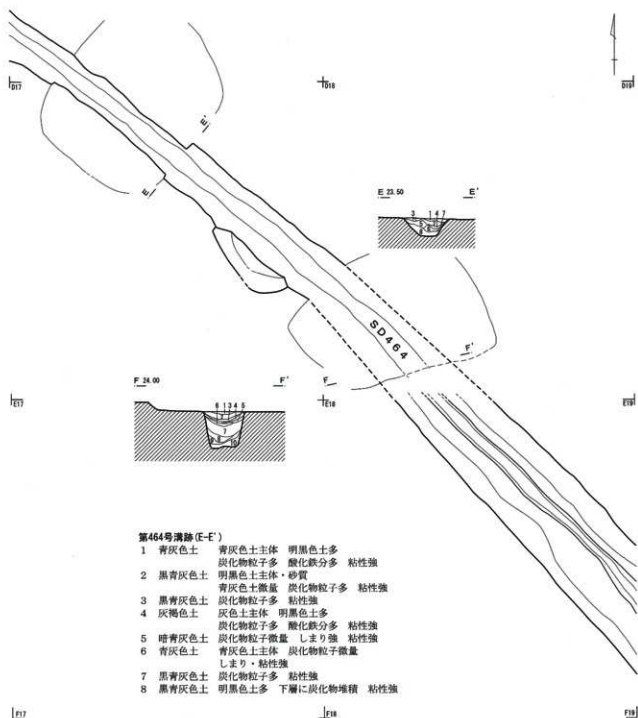 D17 D18 D19
E'
E
E 23.50 E'
3 1 4 7
SD464
F'
F
F 24.00 F'
6 1 3 4 5
7
8
10
E17 E18 E19
第464号溝跡(E-E')
1 青灰色土 青灰色土主体 明黒色土多
炭化物粒子多 酸化鉄分多 粘性強
2 黒青灰色土 明黒色土主体・砂質
青灰色土微量 炭化物粒子多 粘性強
3 黒青灰色土 炭化物粒子多 粘性強
4 灰褐色土 灰色土主体 明黒色土多
炭化物粒子多 酸化鉄分多 粘性強
5 暗青灰色土 炭化物粒子微量 しまり強 粘性強
6 青灰色土 青灰色土主体 炭化物粒子微量
しまり・粘性強
7 黒青灰色土 炭化物粒子多 粘性強
8 黒青灰色土 明黒色土多 下層に炭化物堆積 粘性強
F17 F18 F19